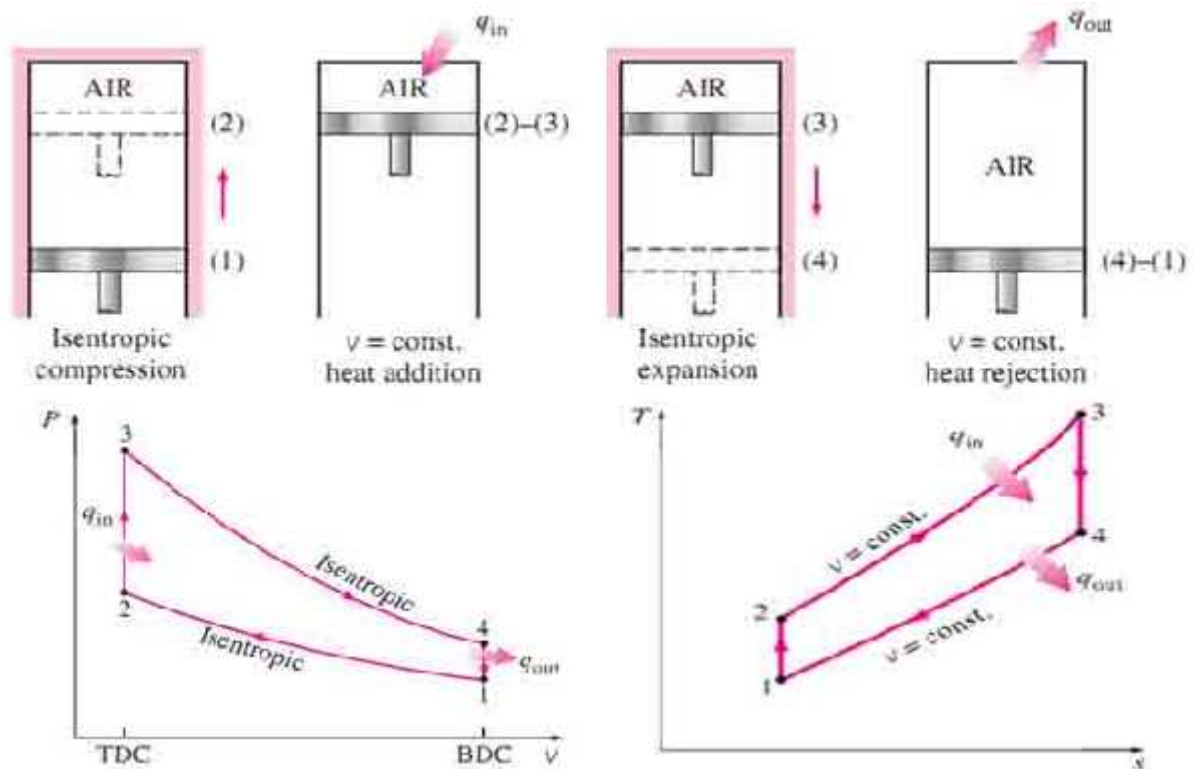 q_in
q_out
AIR
(2)
(1)
Isentropic
compression
AIR
(2)–(3)
v = const.
heat addition
AIR
(3)
(4)
Isentropic
expansion
AIR
(4)–(1)
v = const.
heat rejection
P
3
q_in
2
Isentropic
Isentropic
4
q_out
1
TDC
BDC
v
T
3
q_in
v = const.
4
q_out
2
v = const.
1
s